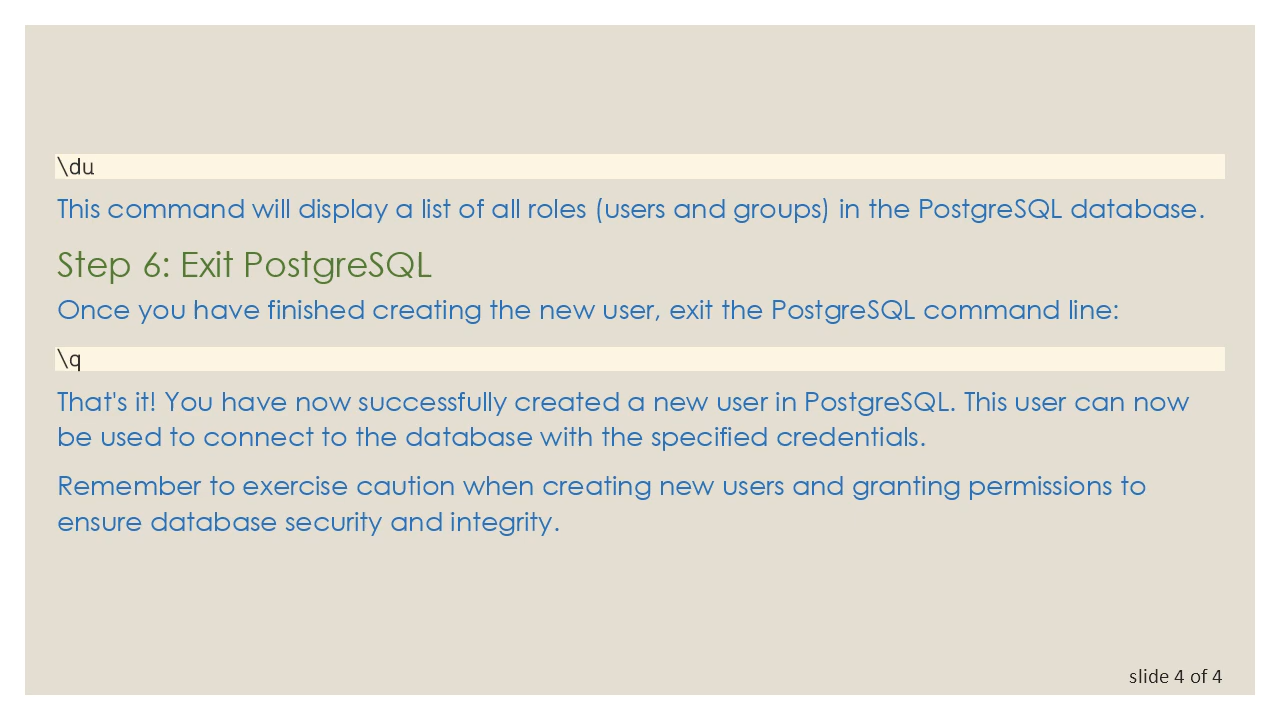 \du
This command will display a list of all roles (users and groups) in the PostgreSQL database.
Step 6: Exit PostgreSQL
Once you have finished creating the new user, exit the PostgreSQL command line:
\q
That's it! You have now successfully created a new user in PostgreSQL. This user can now
be used to connect to the database with the specified credentials.
Remember to exercise caution when creating new users and granting permissions to
ensure database security and integrity.
slide 4 of 4